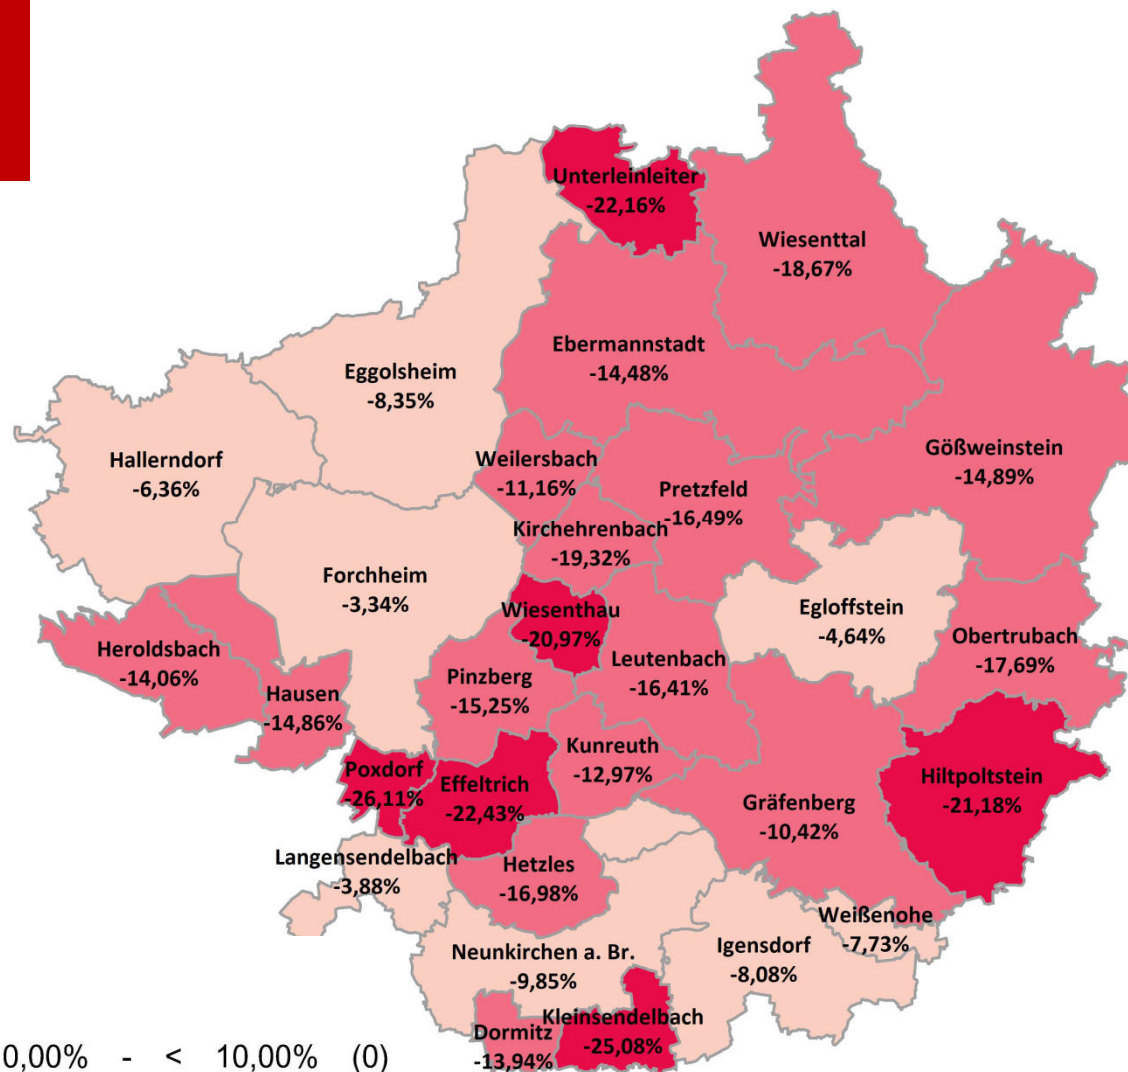 Unterleinleiter
-22,16%
Wiesenttal
-18,67%
Ebermannstadt
-14,48%
Eggolsheim
-8,35%
Gößweinstein
-14,89%
Hallerndorf
-6,36%
Weilersbach
-11,16%
Pretzfeld
-16,49%
Kirchehrenbach
-19,32%
Forchheim
-3,34%
Wiesenthau
-20,97%
Egloffstein
-4,64%
Obertrubach
-17,69%
Heroldsbach
-14,06%
Leutenbach
-16,41%
Pinzberg
-15,25%
Hausen
-14,86%
Kunreuth
-12,97%
Poxdorf
-26,11%
Effeltrich
-22,43%
Hiltpoltstein
-21,18%
Gräfenberg
-10,42%
Langensendelbach
-3,88%
Hetzles
-16,98%
Weißenohe
-7,73%
Neunkirchen a. Br.
-9,85%
Igensdorf
-8,08%
Kleinsendelbach
-25,08%
Dormitz
-13,94%
0,00% - < 10,00% (0)